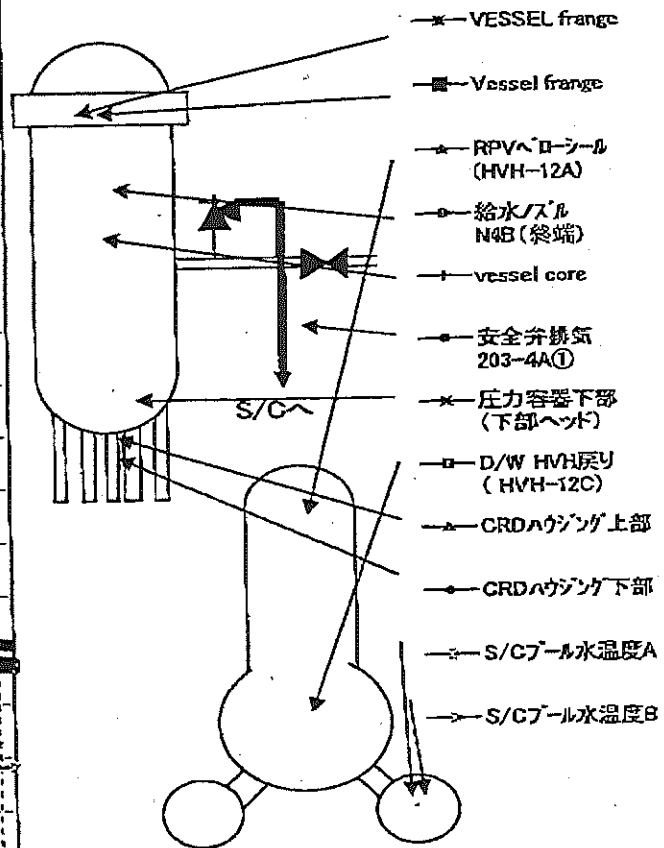 VESSEL frange
Vessel frange
RPVベローシール
(HVH-12A)
給水ノズル
N4B(終端)
vessel core
安全弁排気
203-4A①
圧力容器下部
(下部ヘッド)
D/W HVH戻り
( HVH-12C)
CRDハウジング上部
CRDハウジング下部
S/Cプール水温度A
S/Cプール水温度B
S/Cへ